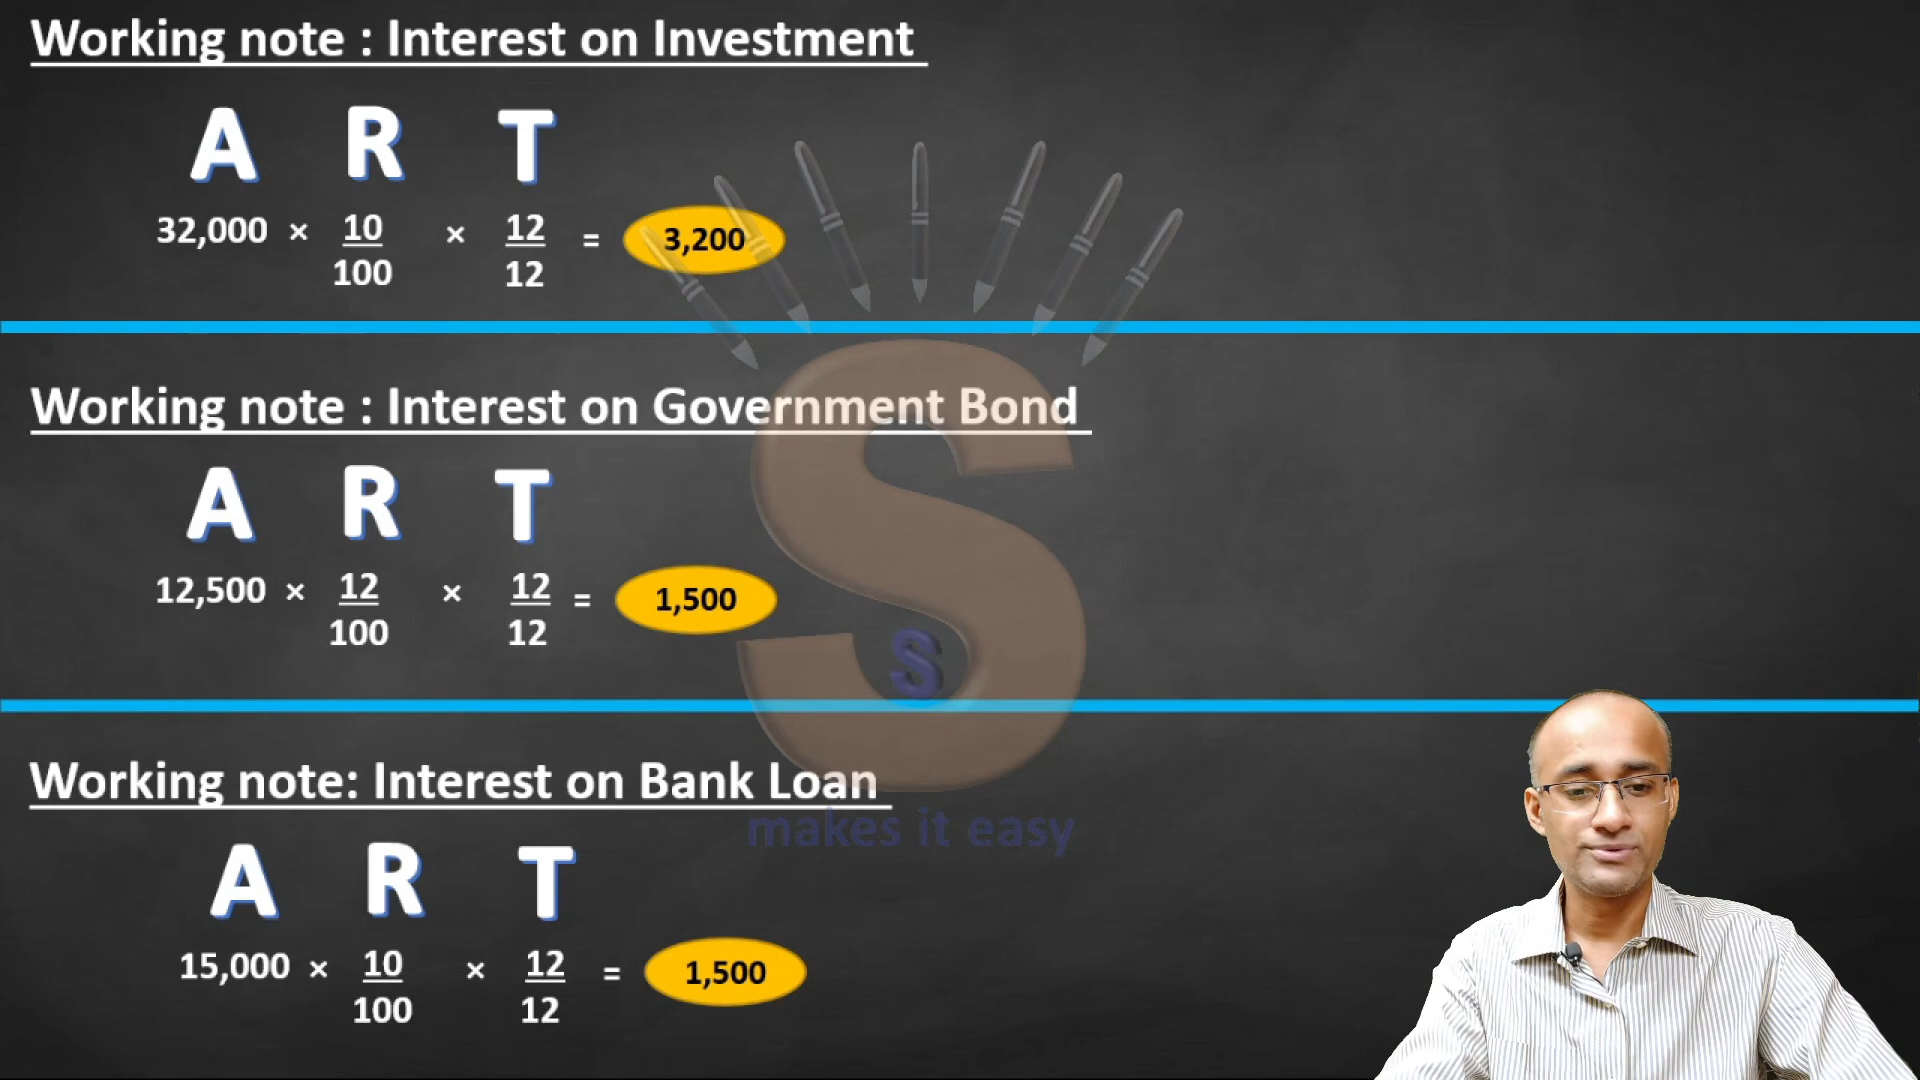 Working note : Interest on Investment
A R T
32,000 × 10/100 × 12/12 = 3,200
Working note : Interest on Government Bond
A R T
12,500 × 12/100 × 12/12 = 1,500
S
Working note: Interest on Bank Loan
makes it easy
A R T
15,000 × 10/100 × 12/12 = 1,500